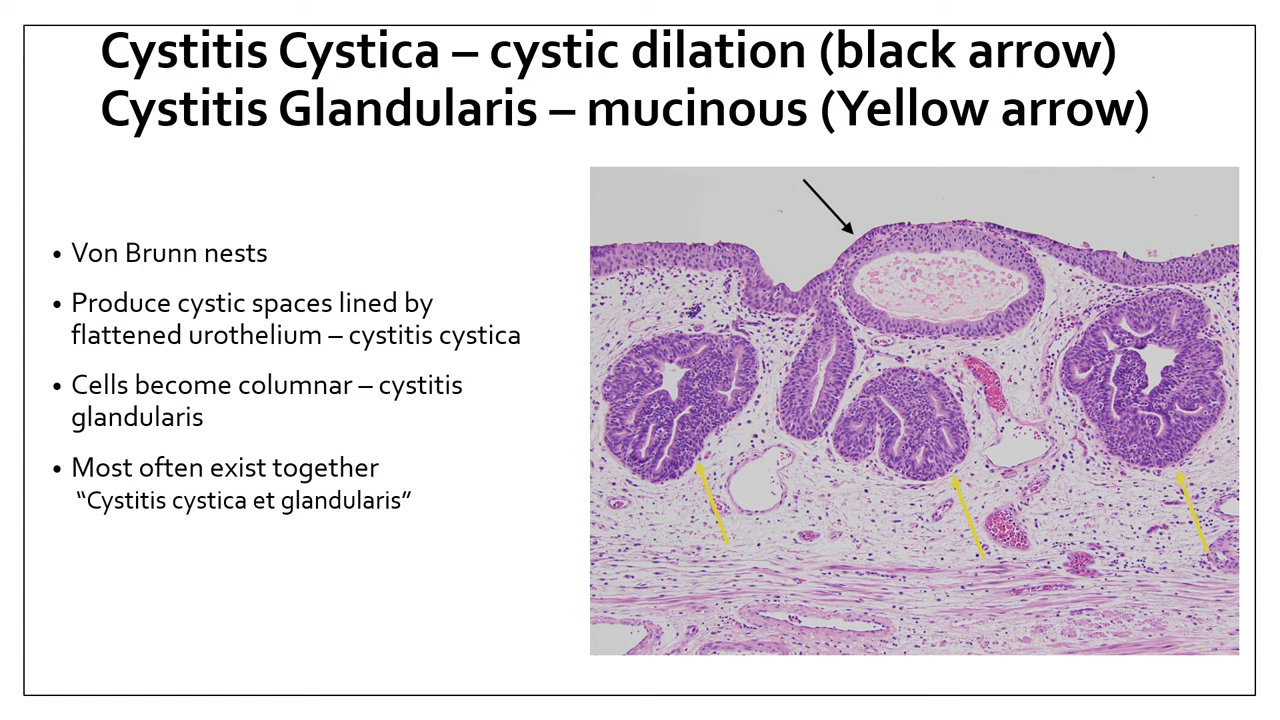 Cystitis Cystica – cystic dilation (black arrow)
Cystitis Glandularis – mucinous (Yellow arrow)
• Von Brunn nests
• Produce cystic spaces lined by
flattened urothelium – cystitis cystica
• Cells become columnar – cystitis
glandularis
• Most often exist together
“Cystitis cystica et glandularis”